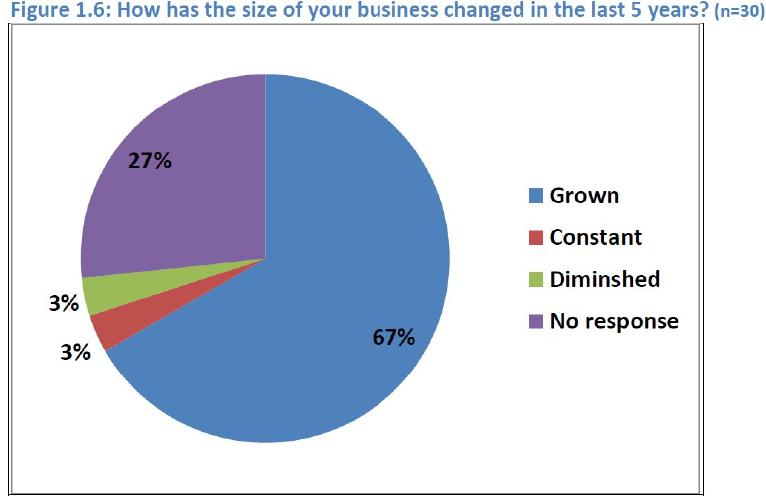 Figure 1.6: How has the size of your business changed in the last 5 years? (n=30)
27%
Grown
Constant
Diminshed
No response
3%
3%
67%